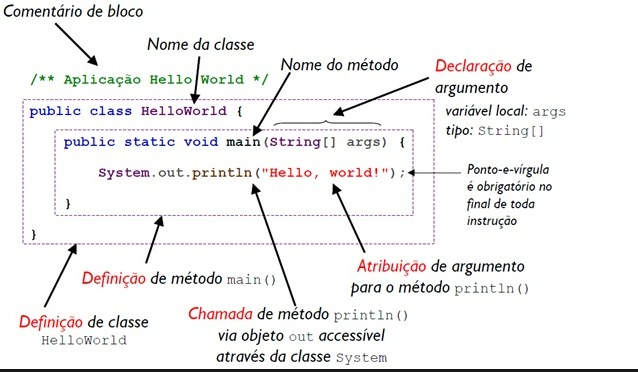 Comentário de bloco
Nome da classe
Nome do método
Declaração de
argumento
variável local: args
tipo: String[]
/** Aplicação Hello World */
public class HelloWorld {
public static void main(String[] args) {
System.out.println("Hello, world!");
}
}
Ponto-e-vírgula
é obrigatório no
final de toda
instrução
Definição de método main()
Atribuição de argumento
para o método println()
Chamada de método println()
via objeto out accessível
através da classe System
Definição de classe
HelloWorld